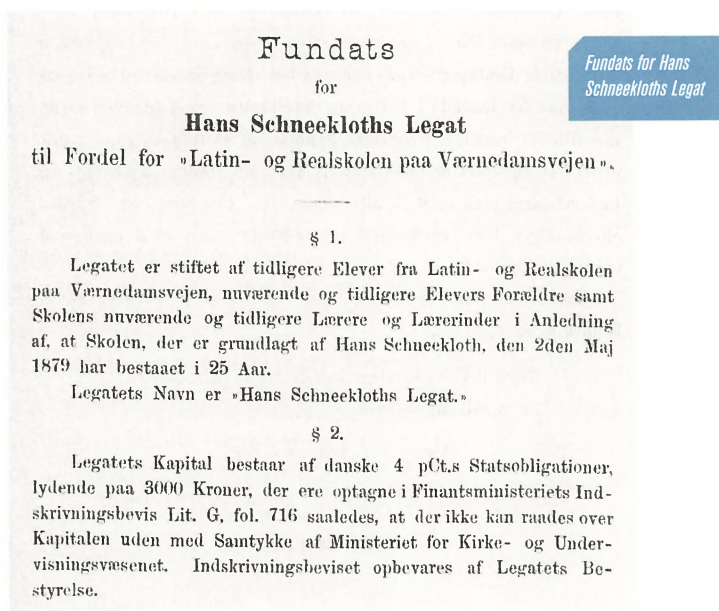 Fundats
for
Hans Schneekloths Legat
til Fordel for »Latin- og Realskolen paa Værnedamsvejen«.
Fundats for Hans
Schneekloths Legat
§ 1.
Legatet er stiftet af tidligere Elever fra Latin- og Realskolen
paa Værnedamsvejen, nuværende og tidligere Elevers Forældre samt
Skolens nuværende og tidligere Lærere og Lærerinder i Anledning
af, at Skolen, der er grundlagt af Hans Schneekloth, den 2den Maj
1879 har bestaaet i 25 Aar.
Legatets Navn er »Hans Schneekloths Legat.«
§ 2.
Legatets Kapital bestaar af danske 4 pCt.s Statsobligationer,
lydende paa 3000 Kroner, der ere optagne i Finantsministeriets Ind-
skrivningsbevis Lit. G, fol. 716 saaledes, at der ikke kan raades over
Kapitalen uden med Samtykke af Ministeriet for Kirke- og Under-
visningsvæsenet. Indskrivningsbeviset opbevares af Legatets Be-
styrelse.